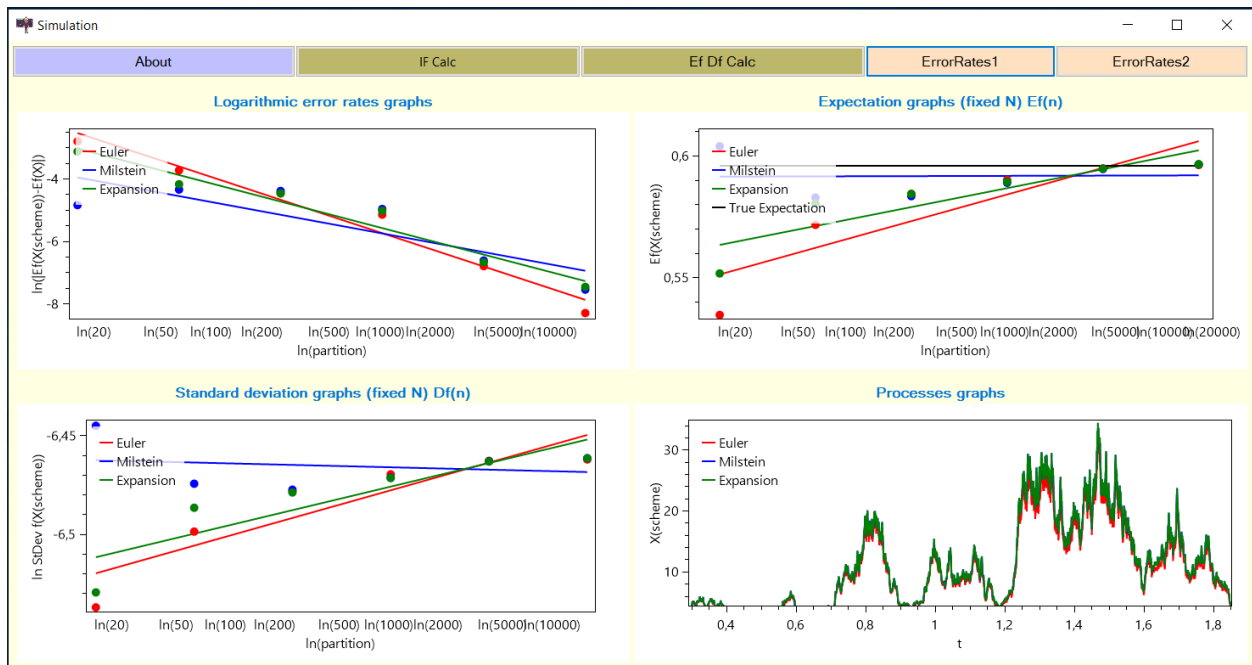 Simulation
About
IF Calc
Ef Df Calc
ErrorRates1
ErrorRates2
Logarithmic error rates graphs
ln(|Ef(X(scheme))-Ef(X)|)
Euler
Milstein
Expansion
-4
-6
-8
ln(20) ln(50) ln(100) ln(200) ln(500) ln(1000) ln(2000) ln(5000) ln(10000)
ln(partition)
Expectation graphs (fixed N) Ef(n)
Ef(X(scheme))
0,6
Euler
Milstein
Expansion
True Expectation
0,55
ln(20) ln(50) ln(100) ln(200) ln(500) ln(1000) ln(2000) ln(5000) ln(10000) ln(20000)
ln(partition)
Standard deviation graphs (fixed N) Df(n)
ln StDev f(X(scheme))
-6,45
Euler
Milstein
Expansion
-6,5
ln(20) ln(50) ln(100) ln(200) ln(500) ln(1000) ln(2000) ln(5000) ln(10000)
ln(partition)
Processes graphs
X(scheme)
30
Euler
Milstein
Expansion
20
10
0,4 0,6 0,8 1 1,2 1,4 1,6 1,8
t